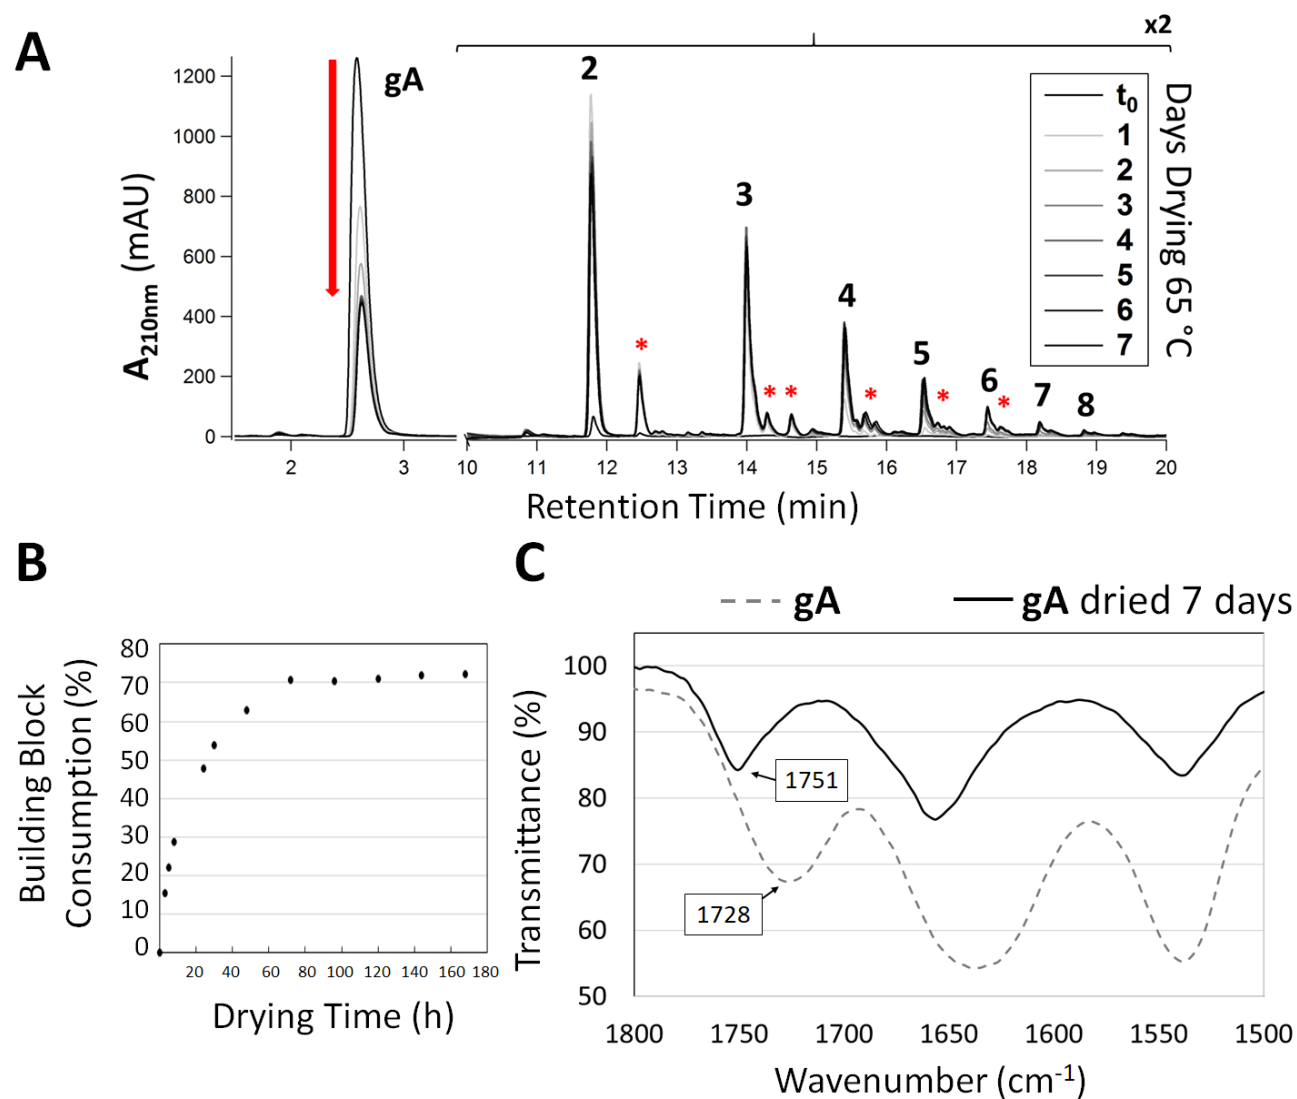 A
x2
gA
2
3
4
5
6
7
8
*
* *
*
*
*
A210nm (mAU)
1200
1000
800
600
400
200
0
2 3 10 11 12 13 14 15 16 17 18 19 20
Retention Time (min)
t0
1
2
3
4
5
6
7
Days Drying 65 °C
B
Building Block
Consumption (%)
80
70
60
50
40
30
20
10
0
20 40 60 80 100 120 140 160 180
Drying Time (h)
C
gA
gA dried 7 days
Transmittance (%)
100
90
80
70
60
50
1751
1728
1800 1750 1700 1650 1600 1550 1500
Wavenumber (cm-1)